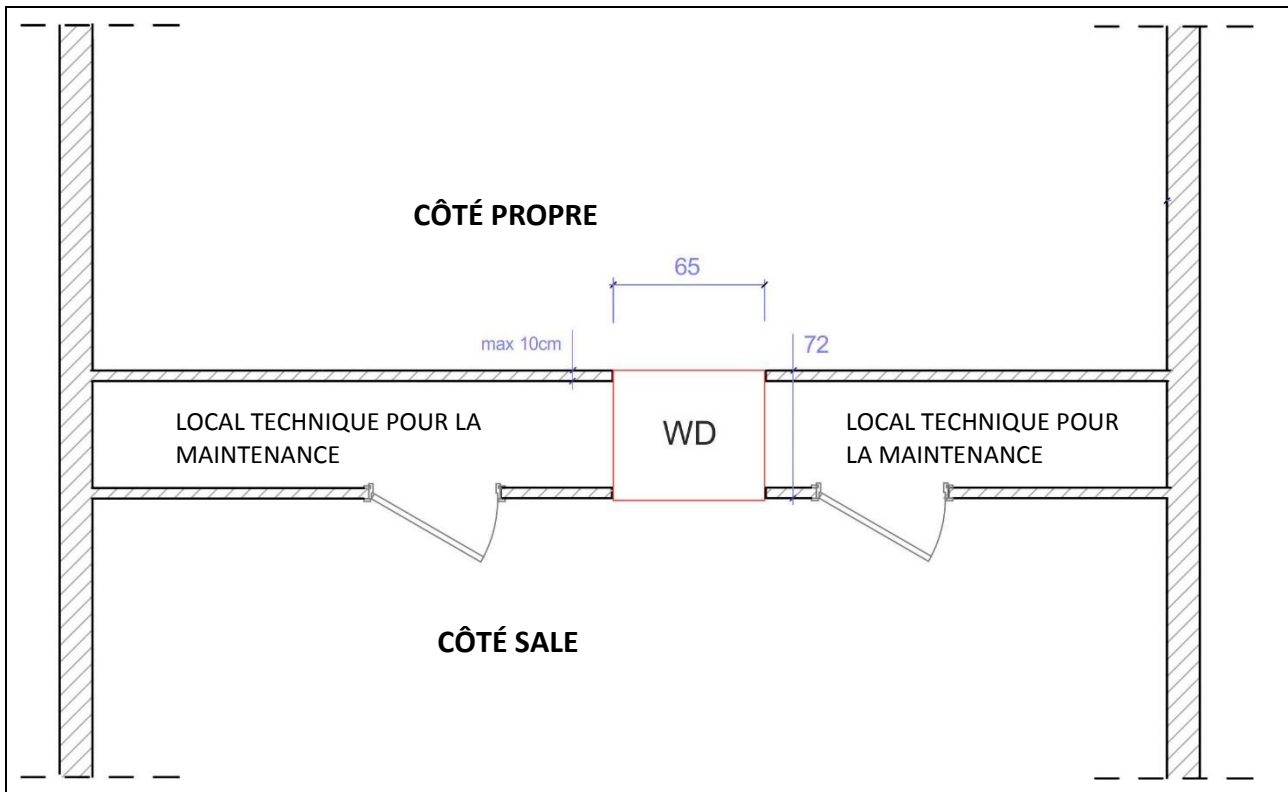 CÔTÉ PROPRE
65
max 10cm
72
LOCAL TECHNIQUE POUR LA
MAINTENANCE
WD
LOCAL TECHNIQUE POUR
LA MAINTENANCE
CÔTÉ SALE